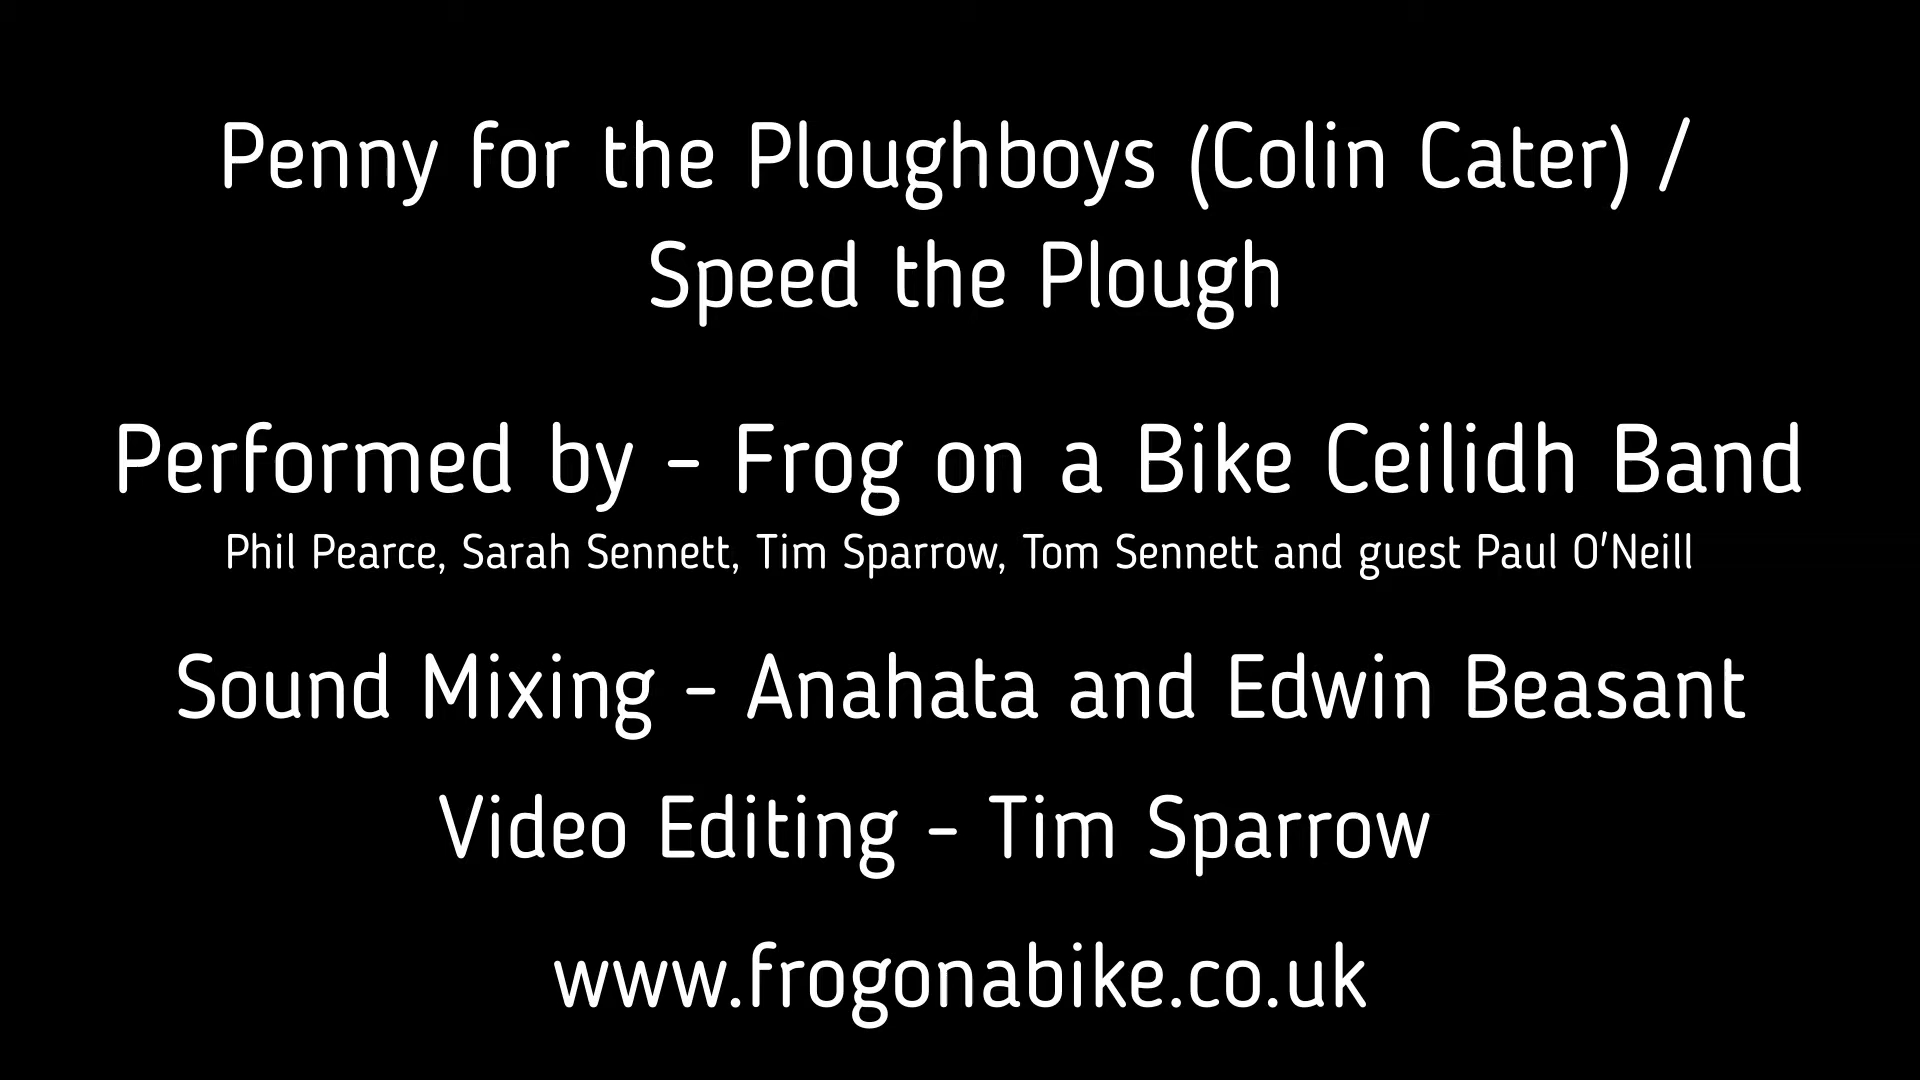 Penny for the Ploughboys (Colin Cater) /
Speed the Plough
Performed by - Frog on a Bike Ceilidh Band
Phil Pearce, Sarah Sennett, Tim Sparrow, Tom Sennett and guest Paul O'Neill
Sound Mixing - Anahata and Edwin Beasant
Video Editing - Tim Sparrow
www.frogonabike.co.uk